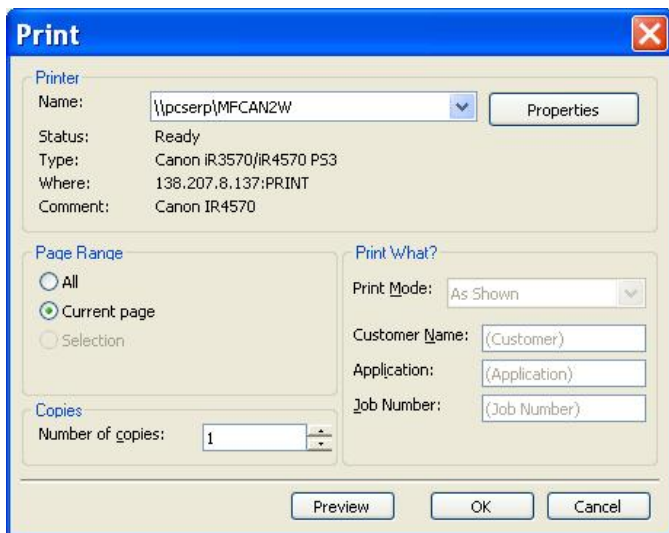 Print
Printer
Name: \\pcserp\MFCAN2W Properties
Status: Ready
Type: Canon iR3570/iR4570 PS3
Where: 138.207.8.137:PRINT
Comment: Canon IR4570
Page Range
All
Current page
Selection
Copies
Number of copies: 1
Print What?
Print Mode: As Shown
Customer Name: (Customer)
Application: (Application)
Job Number: (Job Number)
Preview OK Cancel